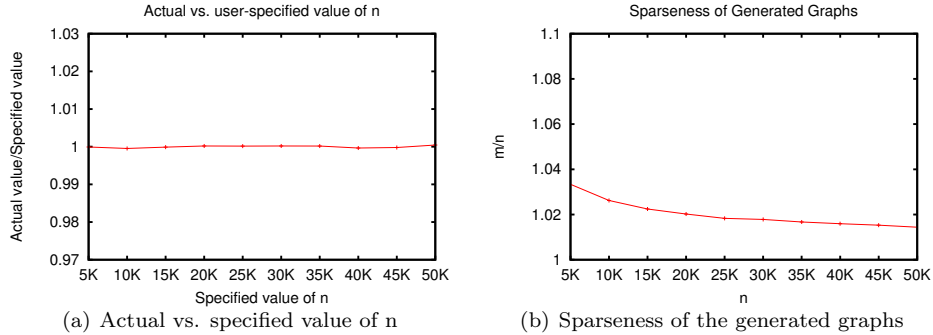 Actual vs. user-specified value of n
Actual value/Specified value
1.03
1.02
1.01
1
0.99
0.98
0.97
5K 10K 15K 20K 25K 30K 35K 40K 45K 50K
Specified value of n
(a) Actual vs. specified value of n
Sparseness of Generated Graphs
m/n
1.1
1.08
1.06
1.04
1.02
1
5K 10K 15K 20K 25K 30K 35K 40K 45K 50K
n
(b) Sparseness of the generated graphs